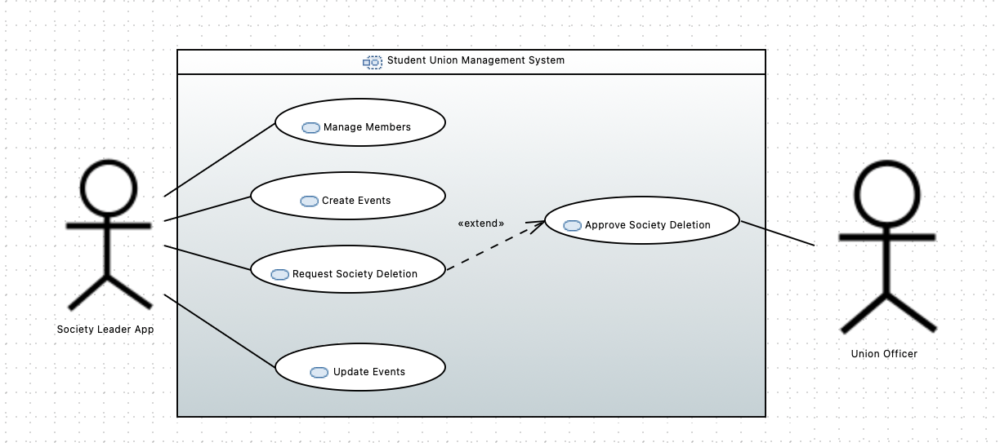 Student Union Management System
Manage Members
Create Events
«extend»
Approve Society Deletion
Request Society Deletion
Society Leader App
Union Officer
Update Events